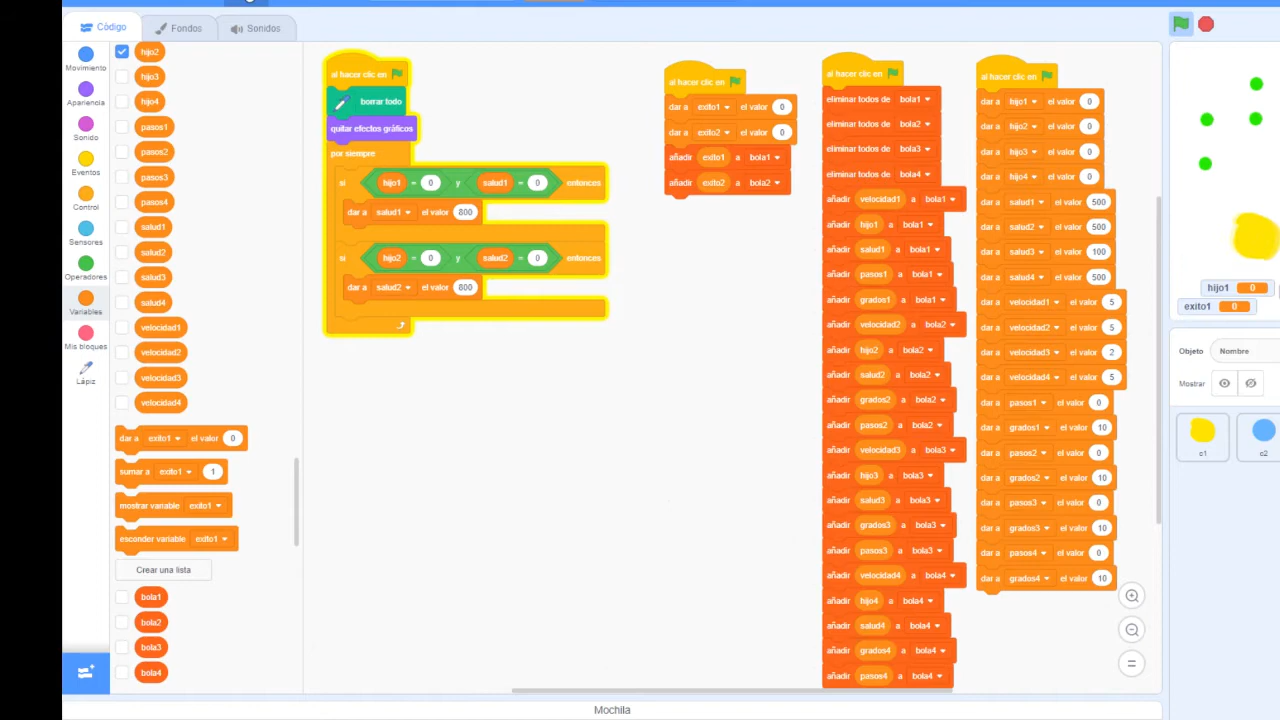 Código
Fondos
Sonidos
Movimiento
Apariencia
Sonido
Eventos
Control
Sensores
Operadores
Variables
Mis bloques
Lápiz
hijo2
hijo3
hijo4
pasos1
pasos2
pasos3
pasos4
salud1
salud2
salud3
salud4
velocidad1
velocidad2
velocidad3
velocidad4
dar a exito1 el valor 0
sumar a exito1 1
mostrar variable exito1
esconder variable exito1
Crear una lista
bola1
bola2
bola3
bola4
al hacer clic en
borrar todo
quitar efectos gráficos
por siempre
si hijo1 = 0 y salud1 = 0 entonces
dar a salud1 el valor 800
si hijo2 = 0 y salud2 = 0 entonces
dar a salud2 el valor 800
al hacer clic en
dar a exito1 el valor 0
dar a exito2 el valor 0
añadir exito1 a bola1
añadir exito2 a bola2
al hacer clic en
eliminar todos de bola1
eliminar todos de bola2
eliminar todos de bola3
eliminar todos de bola4
añadir velocidad1 a bola1
añadir hijo1 a bola1
añadir salud1 a bola1
añadir pasos1 a bola1
añadir grados1 a bola1
añadir velocidad2 a bola2
añadir hijo2 a bola2
añadir salud2 a bola2
añadir grados2 a bola2
añadir pasos2 a bola2
añadir velocidad3 a bola3
añadir hijo3 a bola3
añadir salud3 a bola3
añadir grados3 a bola3
añadir pasos3 a bola3
añadir velocidad4 a bola4
añadir hijo4 a bola4
añadir salud4 a bola4
añadir grados4 a bola4
añadir pasos4 a bola4
al hacer clic en
dar a hijo1 el valor 0
dar a hijo2 el valor 0
dar a hijo3 el valor 0
dar a hijo4 el valor 0
dar a salud1 el valor 500
dar a salud2 el valor 500
dar a salud3 el valor 100
dar a salud4 el valor 500
dar a velocidad1 el valor 5
dar a velocidad2 el valor 5
dar a velocidad3 el valor 2
dar a velocidad4 el valor 5
dar a pasos1 el valor 0
dar a grados1 el valor 10
dar a pasos2 el valor 0
dar a grados2 el valor 10
dar a pasos3 el valor 0
dar a grados3 el valor 10
dar a pasos4 el valor 0
dar a grados4 el valor 10
hijo1 0
exito1 0
Objeto Nombre
Mostrar
c1
c2
Mochila